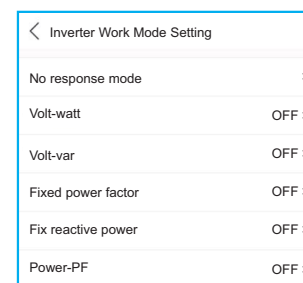 Inverter Work Mode Setting
No response mode
Volt-watt OFF
Volt-var OFF
Fixed power factor OFF
Fix reactive power OFF
Power-PF OFF